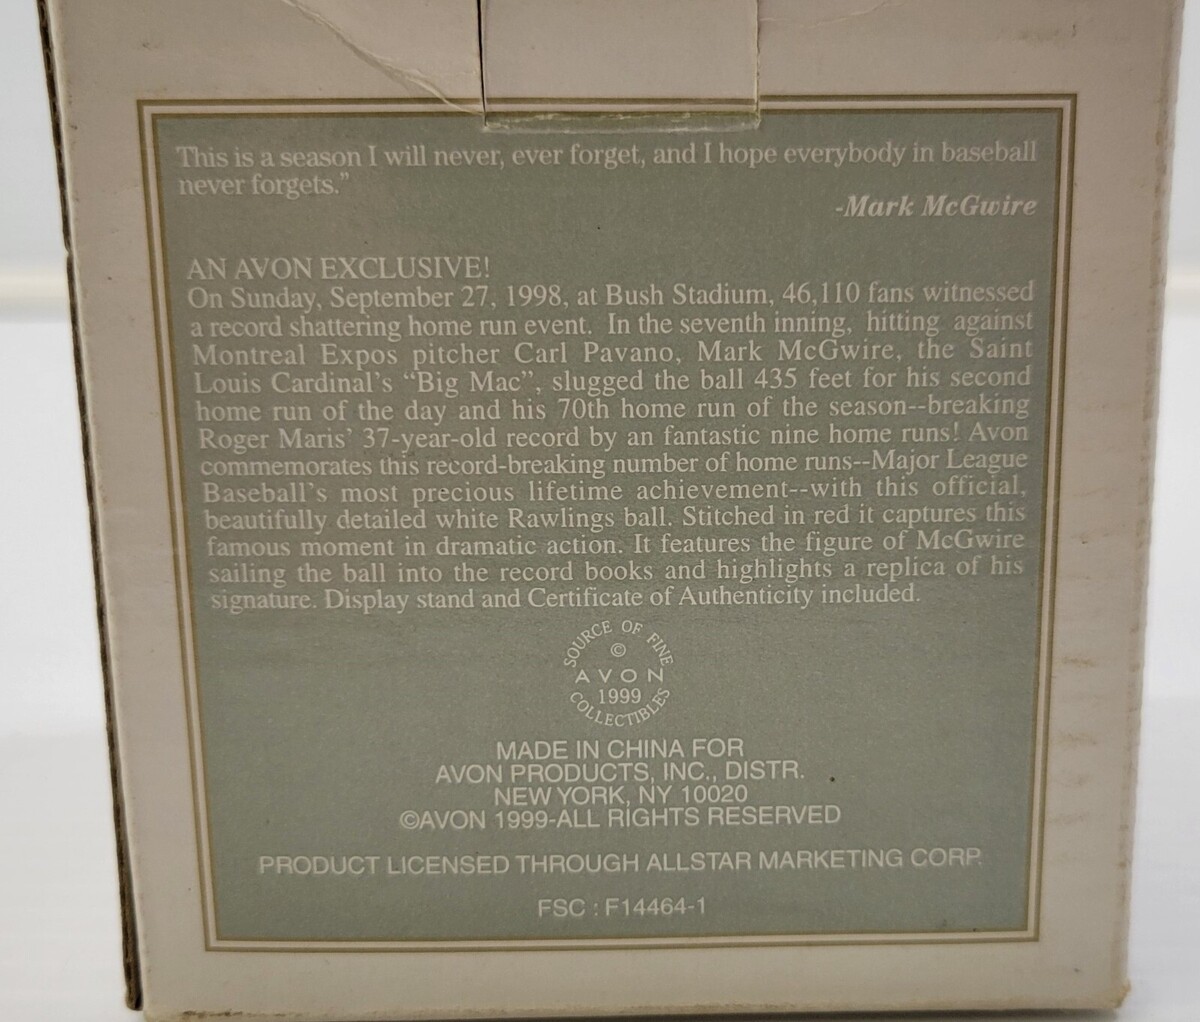 This is a season I will never, ever forget, and I hope everybody in baseball
never forgets.”
-Mark McGwire
AN AVON EXCLUSIVE!
On Sunday, September 27, 1998, at Bush Stadium, 46,110 fans witnessed
a record shattering home run event. In the seventh inning, hitting against
Montreal Expos pitcher Carl Pavano, Mark McGwire, the Saint
Louis Cardinal’s “Big Mac”, slugged the ball 435 feet for his second
home run of the day and his 70th home run of the season--breaking
Roger Maris’ 37-year-old record by an fantastic nine home runs! Avon
commemorates this record-breaking number of home runs--Major League
Baseball’s most precious lifetime achievement--with this official,
beautifully detailed white Rawlings ball. Stitched in red it captures this
famous moment in dramatic action. It features the figure of McGwire
sailing the ball into the record books and highlights a replica of his
signature. Display stand and Certificate of Authenticity included.
SOURCE OF FINE
©
AVON
1999
COLLECTIBLES
MADE IN CHINA FOR
AVON PRODUCTS, INC., DISTR.
NEW YORK, NY 10020
©AVON 1999-ALL RIGHTS RESERVED
PRODUCT LICENSED THROUGH ALLSTAR MARKETING CORP.
FSC : F14464-1